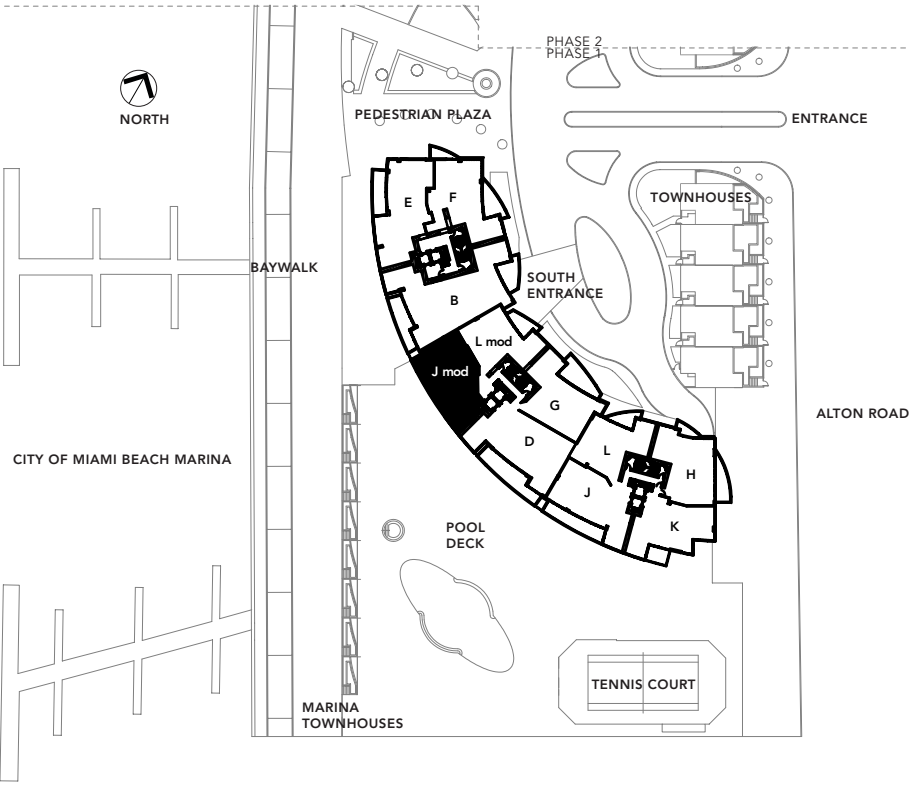 PHASE 2
PHASE 1
NORTH
PEDESTRIAN PLAZA
ENTRANCE
E
F
TOWNHOUSES
BAYWALK
SOUTH
ENTRANCE
B
L mod
J mod
G
ALTON ROAD
D
L
CITY OF MIAMI BEACH MARINA
H
J
K
POOL
DECK
TENNIS COURT
MARINA
TOWNHOUSES